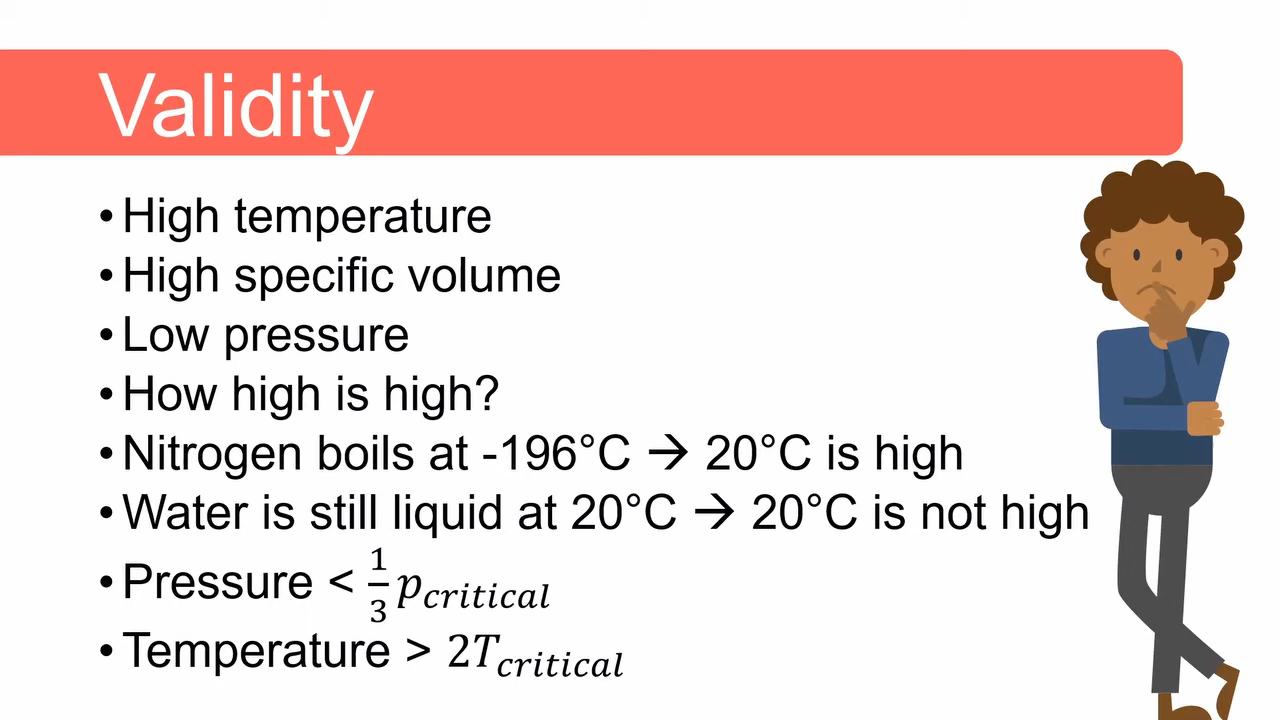 Validity
• High temperature
• High specific volume
• Low pressure
• How high is high?
• Nitrogen boils at -196°C → 20°C is high
• Water is still liquid at 20°C → 20°C is not high
• Pressure < 1/3 p_critical
• Temperature > 2T_critical